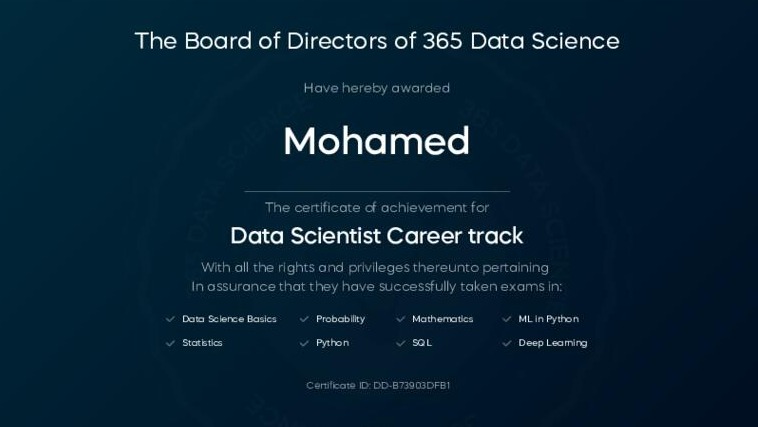 The Board of Directors of 365 Data Science
Have hereby awarded
Mohamed
The certificate of achievement for
Data Scientist Career track
With all the rights and privileges thereunto pertaining
In assurance that they have successfully taken exams in:
Data Science Basics Probability Mathematics ML in Python
Statistics Python SQL Deep Learning
Certificate ID: DD-B73903DFB1